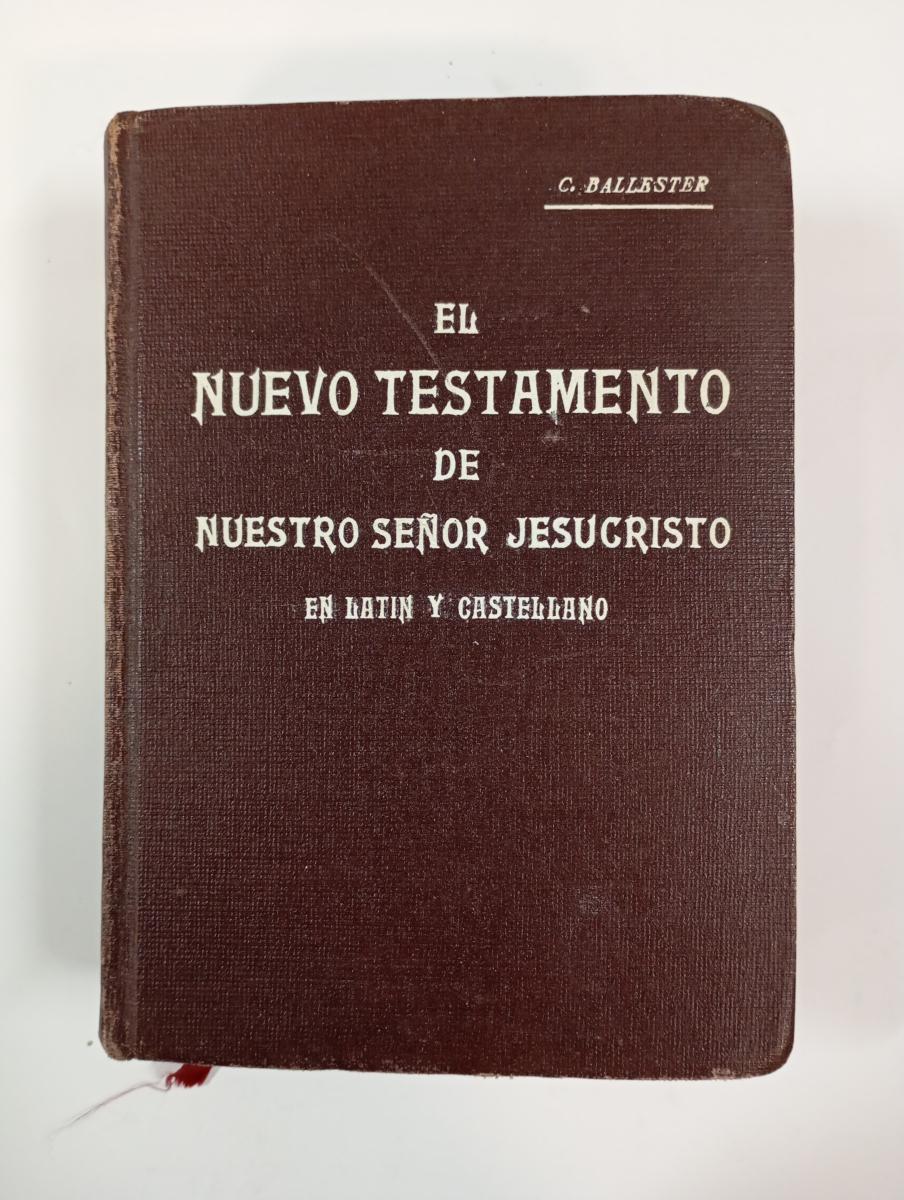 C. BALLESTER
EL
NUEVO TESTAMENTO
DE
NUESTRO SEÑOR JESUCRISTO
EN LATIN Y CASTELLANO